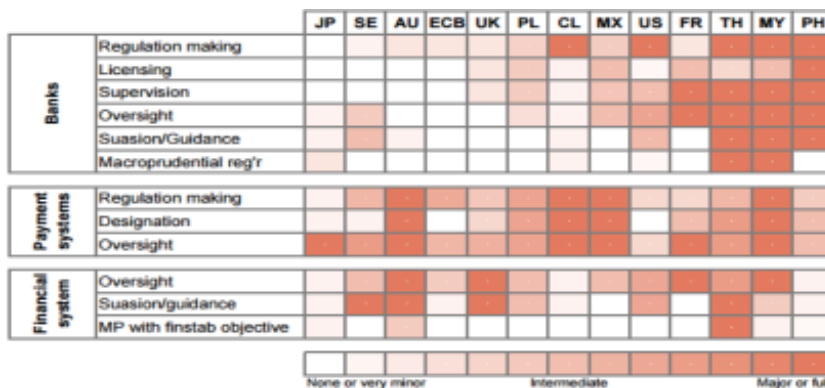 JP SE AU ECB UK PL CL MX US FR TH MY PH
Banks
Regulation making
Licensing
Supervision
Oversight
Suasion/Guidance
Macroprudential reg'r
Payment systems
Regulation making
Designation
Oversight
Financial system
Oversight
Suasion/guidance
MP with finstab objective
None or very minor Intermediate Major or ful